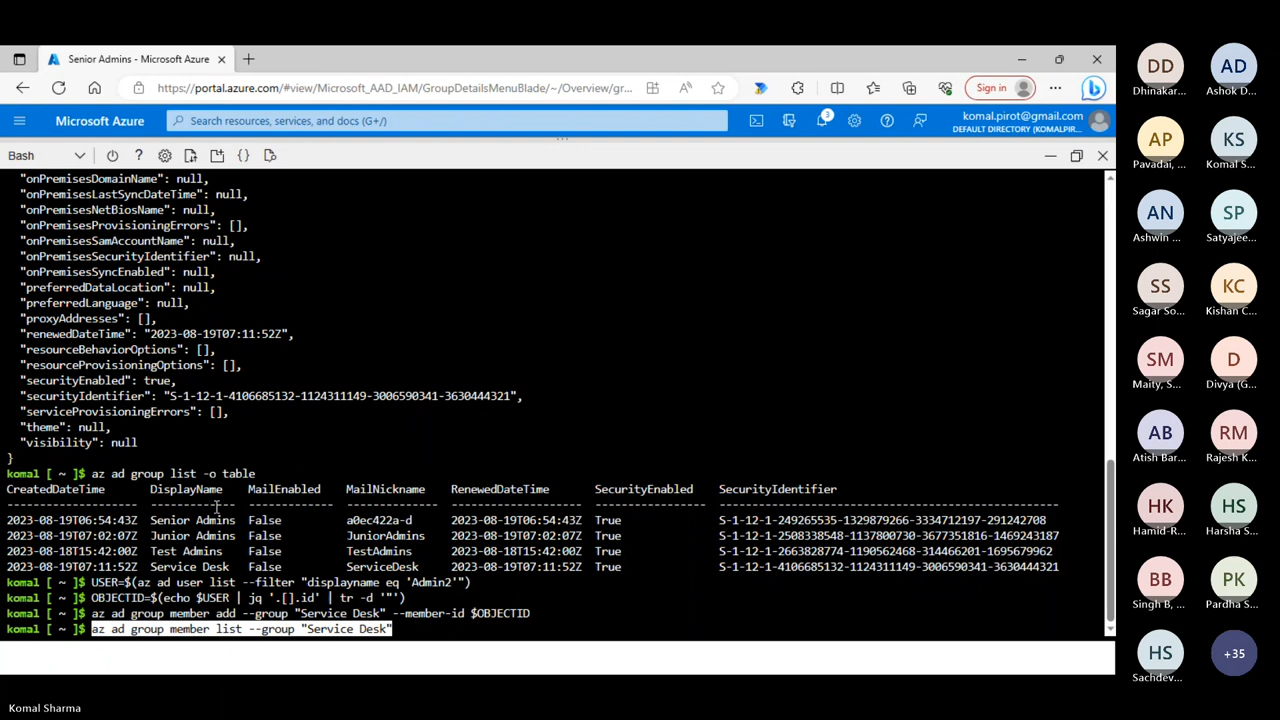 Senior Admins - Microsoft Azure
https://portal.azure.com/#view/Microsoft_AAD_IAM/GroupDetailsMenuBlade/~/Overview/gr...
Sign in
Microsoft Azure
Search resources, services, and docs (G+/)
3
komal.pirot@gmail.com
DEFAULT DIRECTORY (KOMALPIR...
Bash
"onPremisesDomainName": null,
"onPremisesLastSyncDateTime": null,
"onPremisesNetBiosName": null,
"onPremisesProvisioningErrors": [],
"onPremisesSamAccountName": null,
"onPremisesSecurityIdentifier": null,
"onPremisesSyncEnabled": null,
"preferredDataLocation": null,
"preferredLanguage": null,
"proxyAddresses": [],
"renewedDateTime": "2023-08-19T07:11:52Z",
"resourceBehaviorOptions": [],
"resourceProvisioningOptions": [],
"securityEnabled": true,
"securityIdentifier": "S-1-12-1-4106685132-1124311149-3006590341-3630444321",
"serviceProvisioningErrors": [],
"theme": null,
"visibility": null
}
komal [ ~ ]$ az ad group list -o table
CreatedDateTime DisplayName MailEnabled MailNickname RenewedDateTime SecurityEnabled SecurityIdentifier
2023-08-19T06:54:43Z Senior Admins False a0ec422a-d 2023-08-19T06:54:43Z True S-1-12-1-249265535-1329879266-3334712197-291242708
2023-08-19T07:02:07Z Junior Admins False JuniorAdmins 2023-08-19T07:02:07Z True S-1-12-1-2508338548-1137800730-3677351816-1469243187
2023-08-18T15:42:00Z Test Admins False TestAdmins 2023-08-18T15:42:00Z True S-1-12-1-2663828774-1190562468-314466201-1695679962
2023-08-19T07:11:52Z Service Desk False ServiceDesk 2023-08-19T07:11:52Z True S-1-12-1-4106685132-1124311149-3006590341-3630444321
komal [ ~ ]$ USER=$(az ad user list --filter "displayname eq 'Admin2'")
komal [ ~ ]$ OBJECTID=$(echo $USER | jq '.[].id' | tr -d '"')
komal [ ~ ]$ az ad group member add --group "Service Desk" --member-id $OBJECTID
komal [ ~ ]$ az ad group member list --group "Service Desk"
DD AD
Dhinakar... Ashok D...
AP KS
Pavadai, ... Komal S...
AN SP
Ashwin ... Satyajee...
SS KC
Sagar So... Kishan C...
SM D
Maity, S... Divya (G...
AB RM
Atish Bar... Rajesh K...
HK HS
Hamid-R... Harsha S...
BB PK
Singh B, ... Pardha S...
HS +35
Sachdev...
Komal Sharma